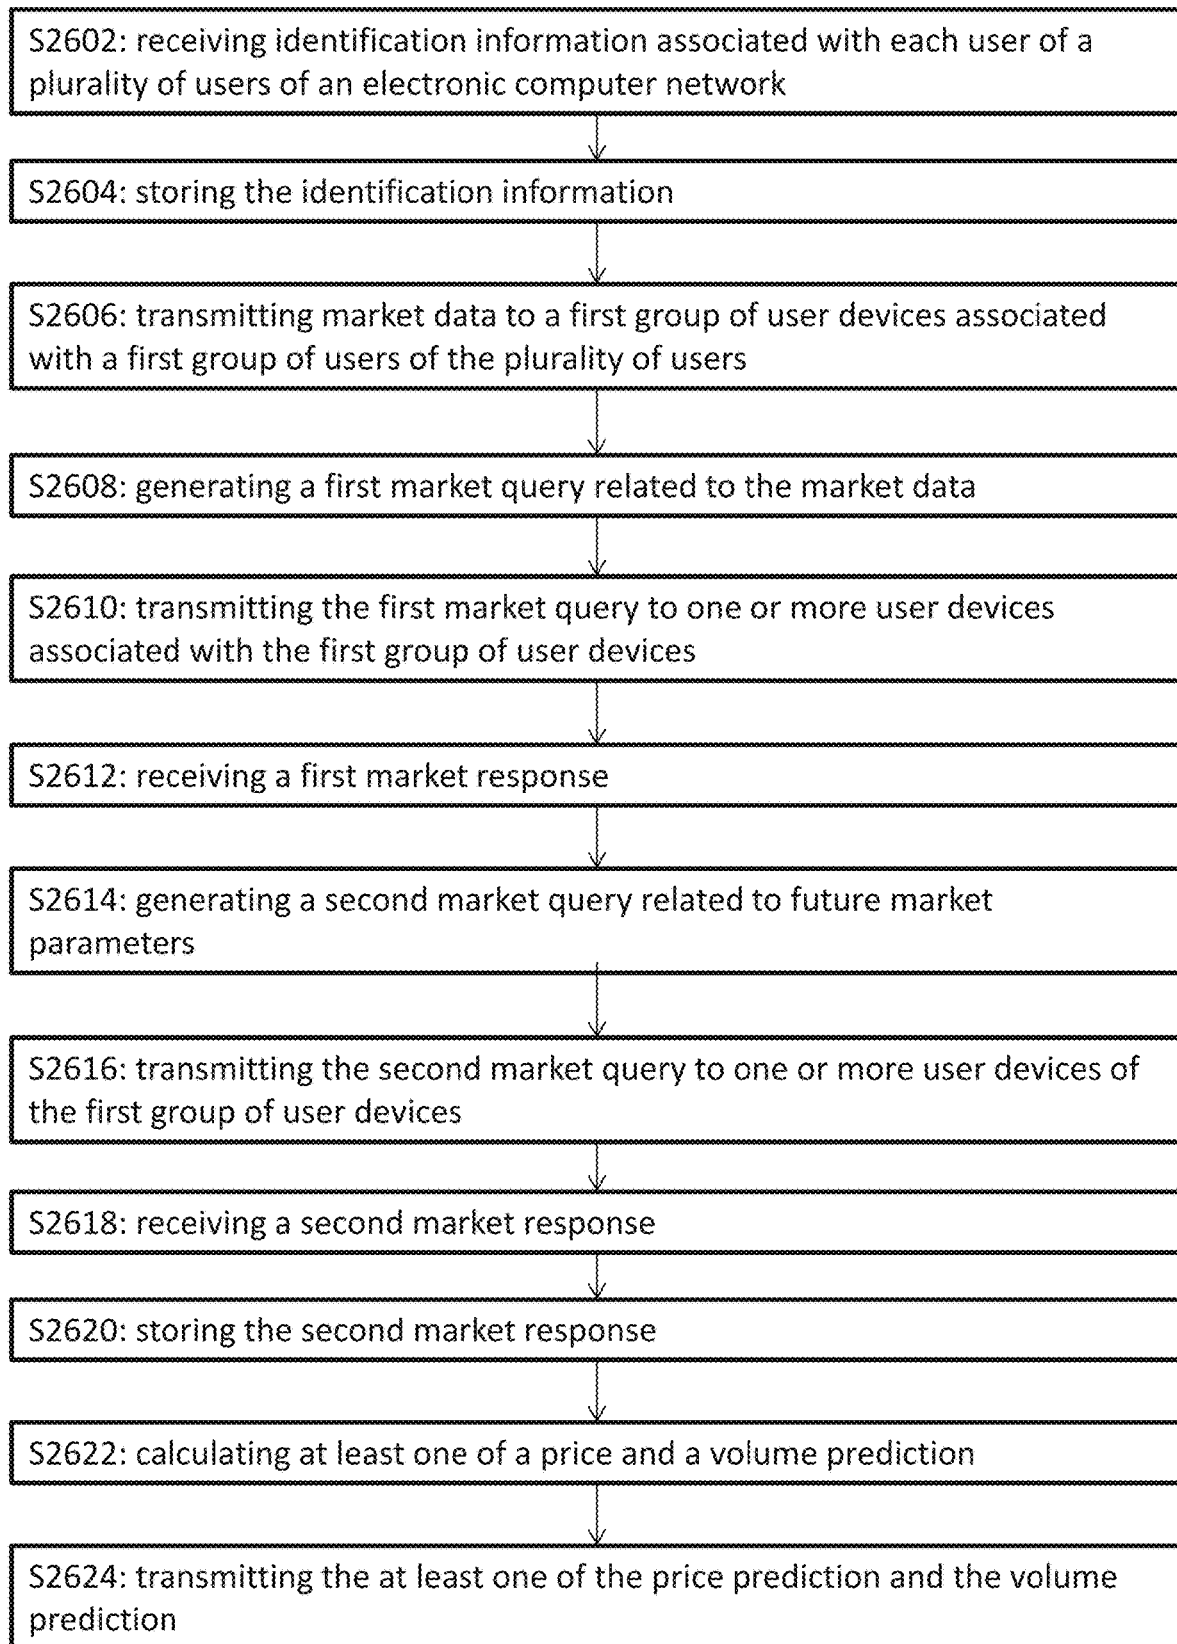 S2602: receiving identification information associated with each user of a
plurality of users of an electronic computer network
S2604: storing the identification information
S2606: transmitting market data to a first group of user devices associated
with a first group of users of the plurality of users
S2608: generating a first market query related to the market data
S2610: transmitting the first market query to one or more user devices
associated with the first group of user devices
S2612: receiving a first market response
S2614: generating a second market query related to future market
parameters
S2616: transmitting the second market query to one or more user devices of
the first group of user devices
S2618: receiving a second market response
S2620: storing the second market response
S2622: calculating at least one of a price and a volume prediction
S2624: transmitting the at least one of the price prediction and the volume
prediction